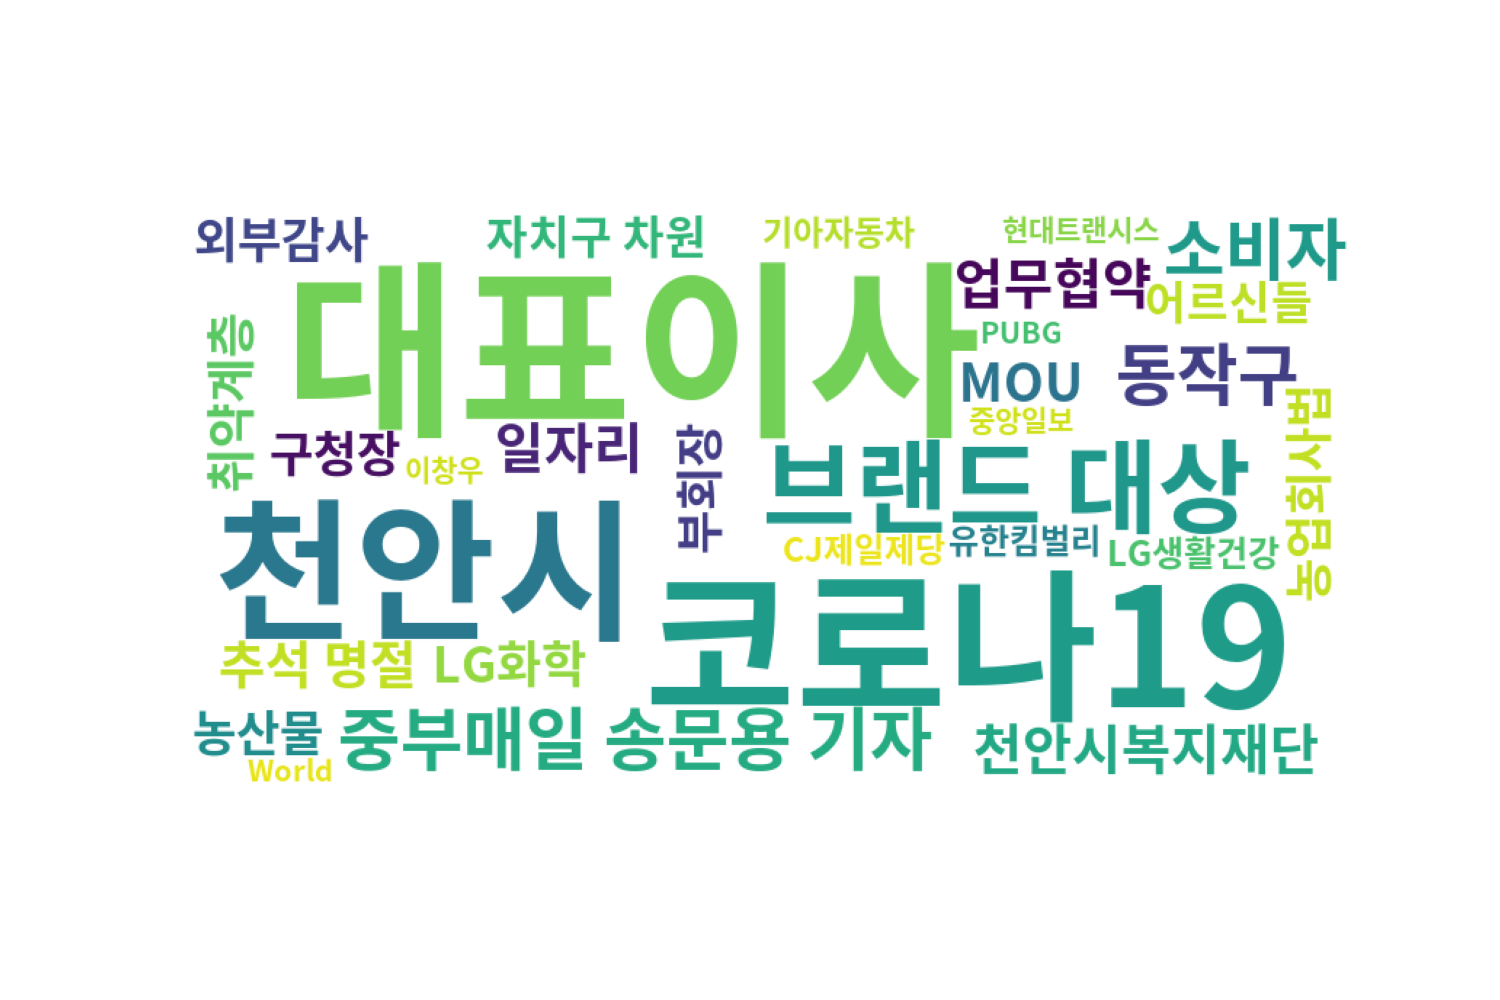 외부감사
자치구 차원
기아자동차
현대트랜시스
소비자
대표이사
업무협약
어르신들
취약계층
PUBG
MOU
동작구
중앙일보
농업회사법
구청장
이창우
일자리
부회장
브랜드 대상
천안시
CJ제일제당
유한킴벌리
LG생활건강
코로나19
추석 명절
LG화학
농산물
중부매일 송문용 기자
천안시복지재단
World